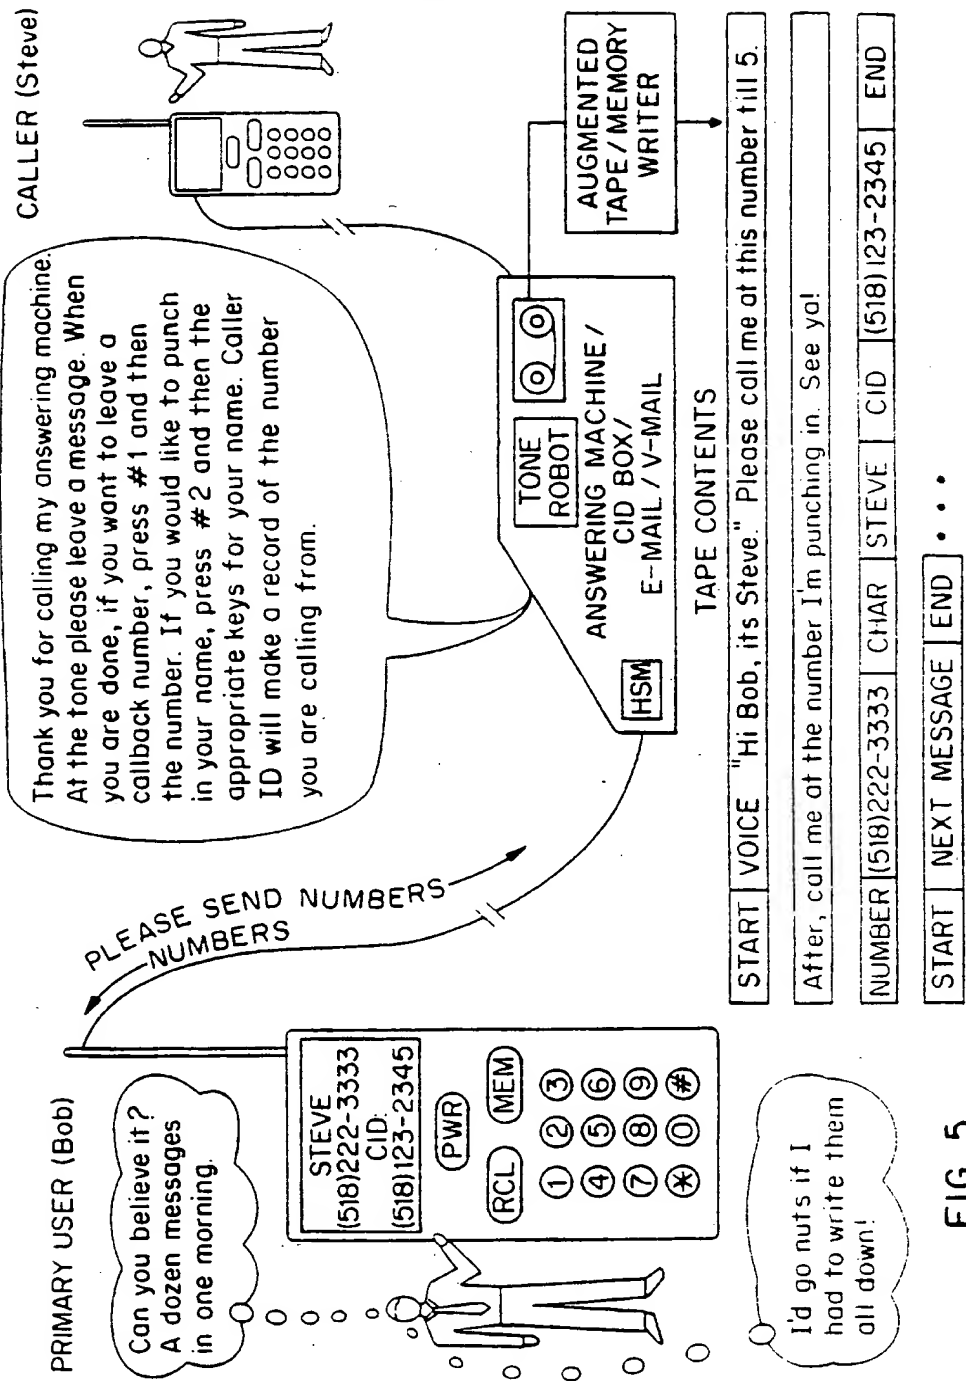 PRIMARY USER (Bob)
Can you believe it?
A dozen messages
in one morning.
STEVE
(518)222-3333
CID:
(518)123-2345
PWR
RCL MEM
1 2 3
4 5 6
7 8 9
* 0 #
I'd go nuts if I
had to write them
all down!
PLEASE SEND NUMBERS
NUMBERS
Thank you for calling my answering machine.
At the tone please leave a message. When
you are done, if you want to leave a
callback number, press #1 and then
the number. If you would like to punch
in your name, press #2 and then the
appropriate keys for your name. Caller
ID will make a record of the number
you are calling from.
CALLER (Steve)
TONE
ROBOT
ANSWERING MACHINE/
CID BOX/
E-MAIL/V-MAIL
HSM
AUGMENTED
TAPE/MEMORY
WRITER
TAPE CONTENTS
START VOICE "Hi Bob, its Steve." Please call me at this number till 5.
After, call me at the number I'm punching in. See ya!
NUMBER (518)222-3333 CHAR STEVE CID (518)123-2345 END
START NEXT MESSAGE END • • •
FIG. 5